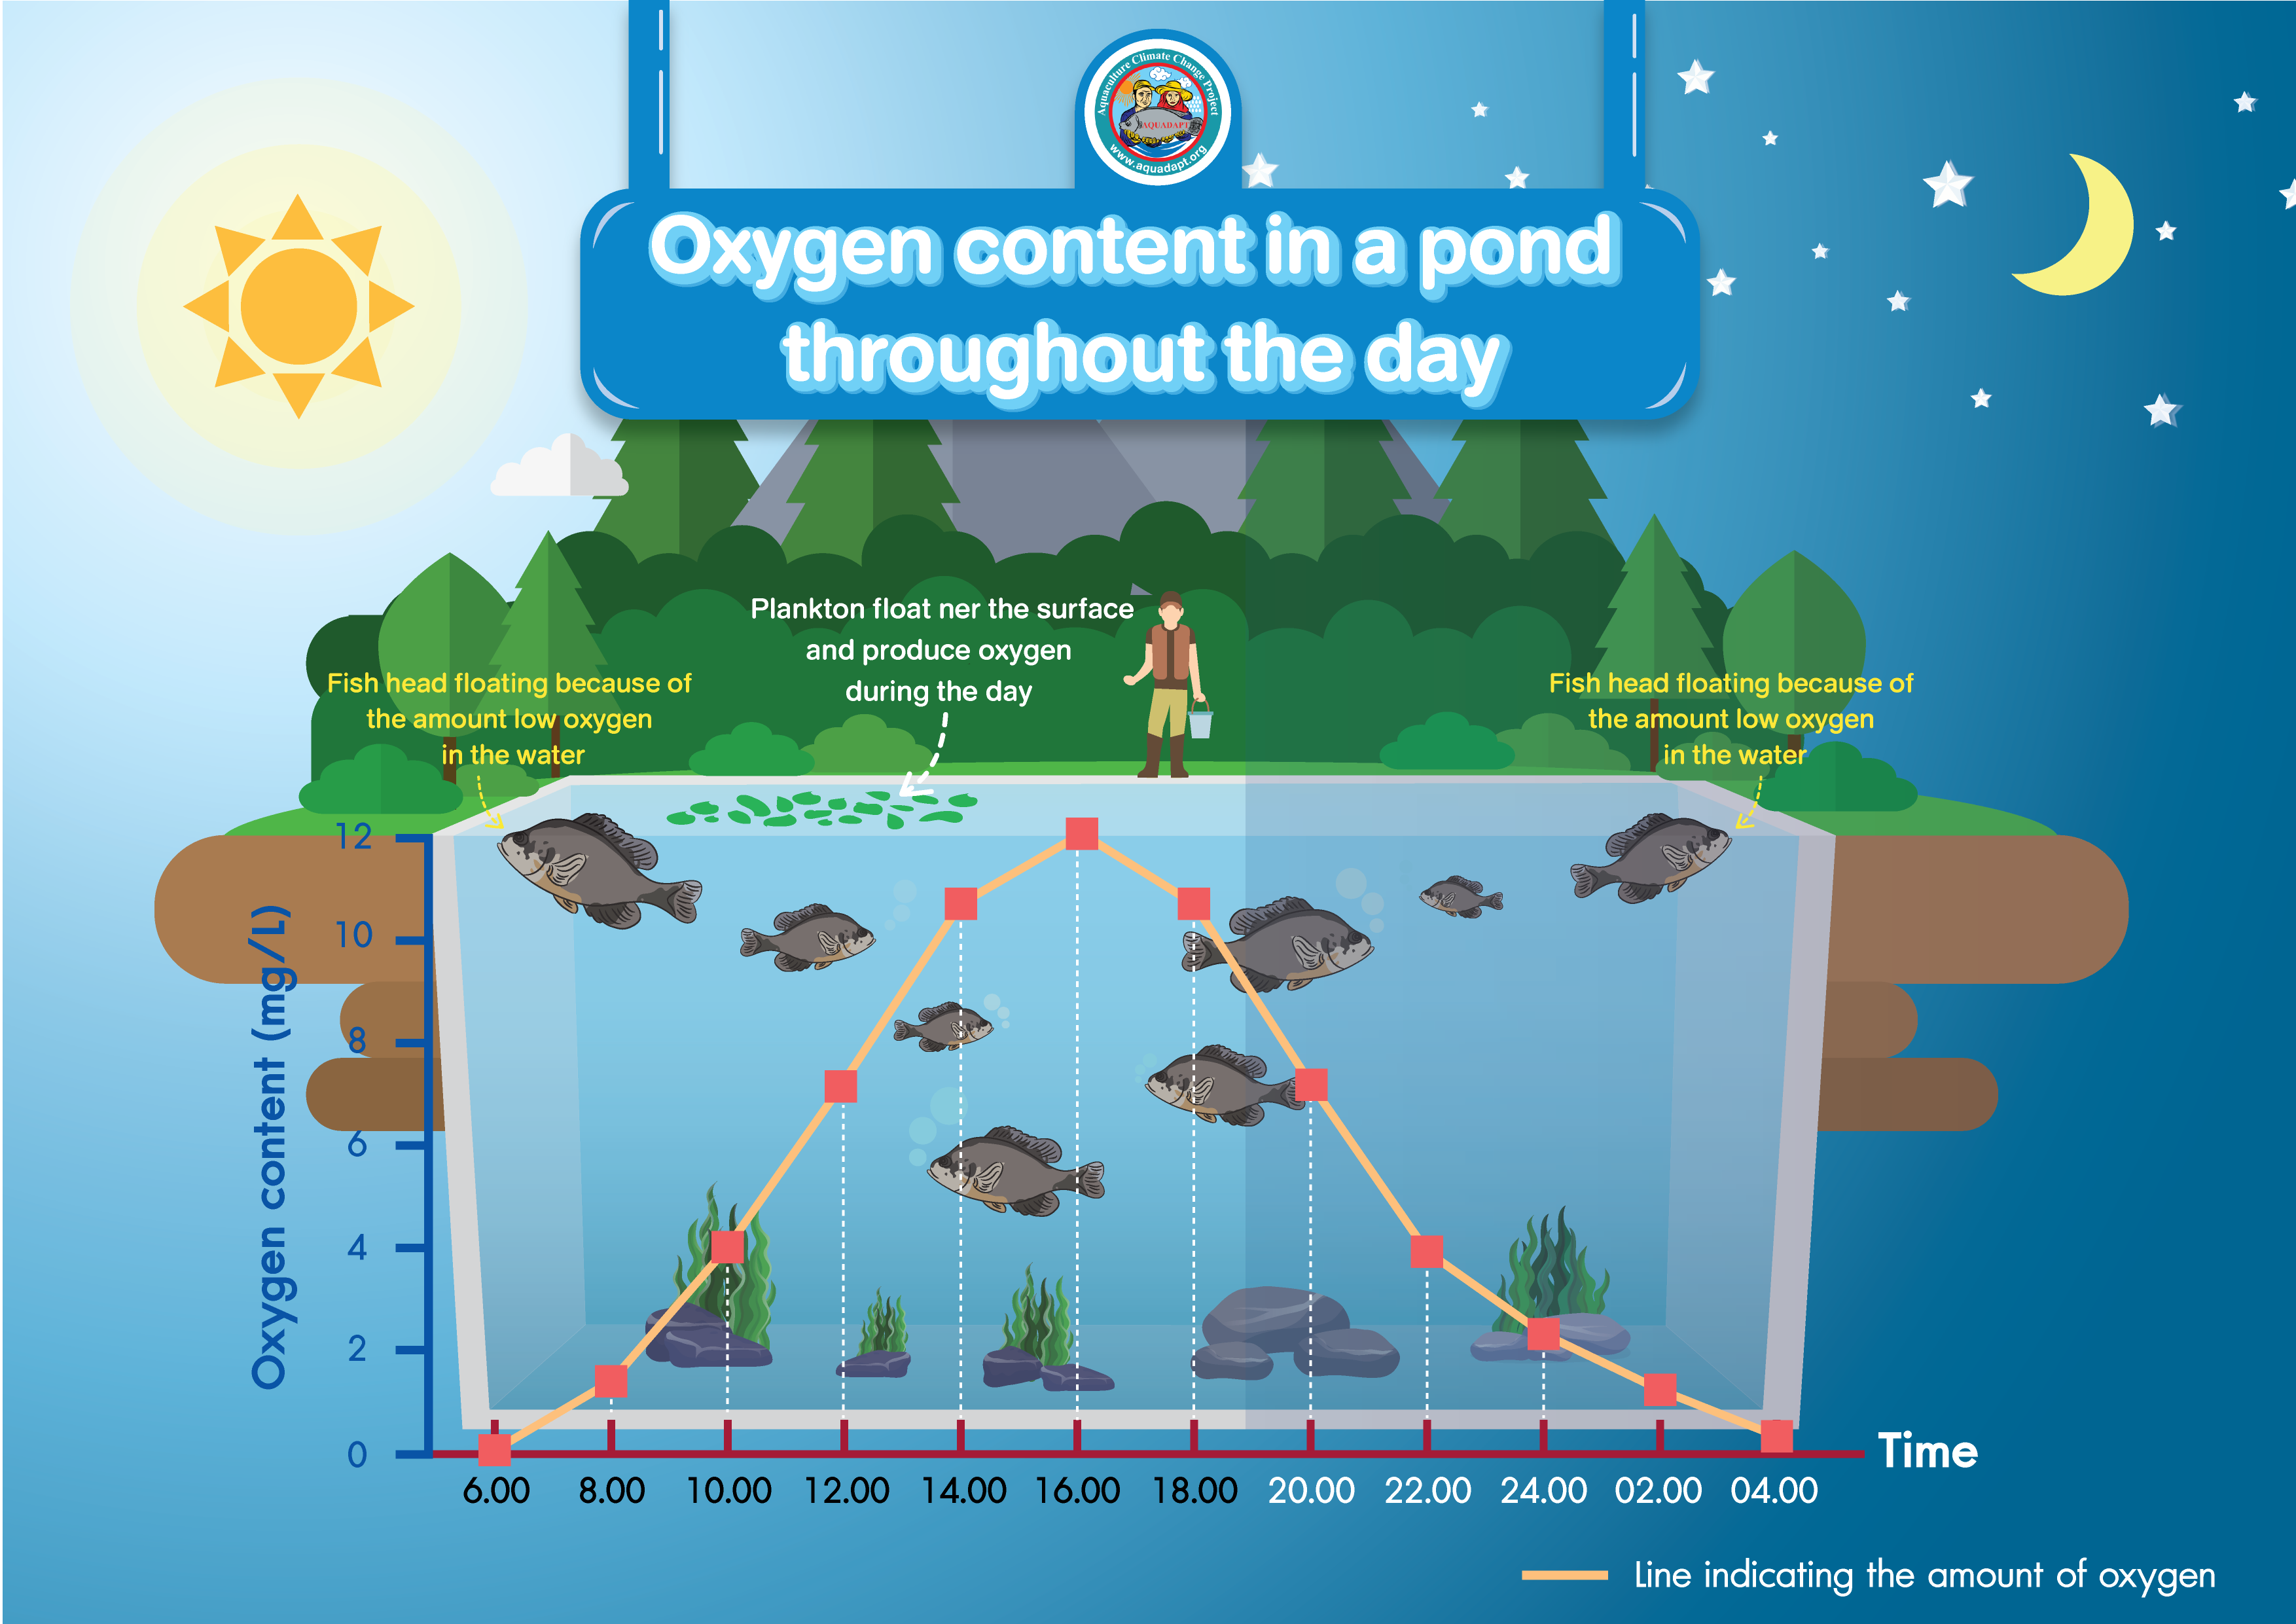 Aquaculture Climate Change Project
AQUADAPT
www.aquadapt.org
Oxygen content in a pond
throughout the day
Plankton float ner the surface
and produce oxygen
during the day
Fish head floating because of
the amount low oxygen
in the water
Fish head floating because of
the amount low oxygen
in the water
Oxygen content (mg/L)
12
10
8
6
4
2
0
6.00 8.00 10.00 12.00 14.00 16.00 18.00 20.00 22.00 24.00 02.00 04.00
Time
Line indicating the amount of oxygen